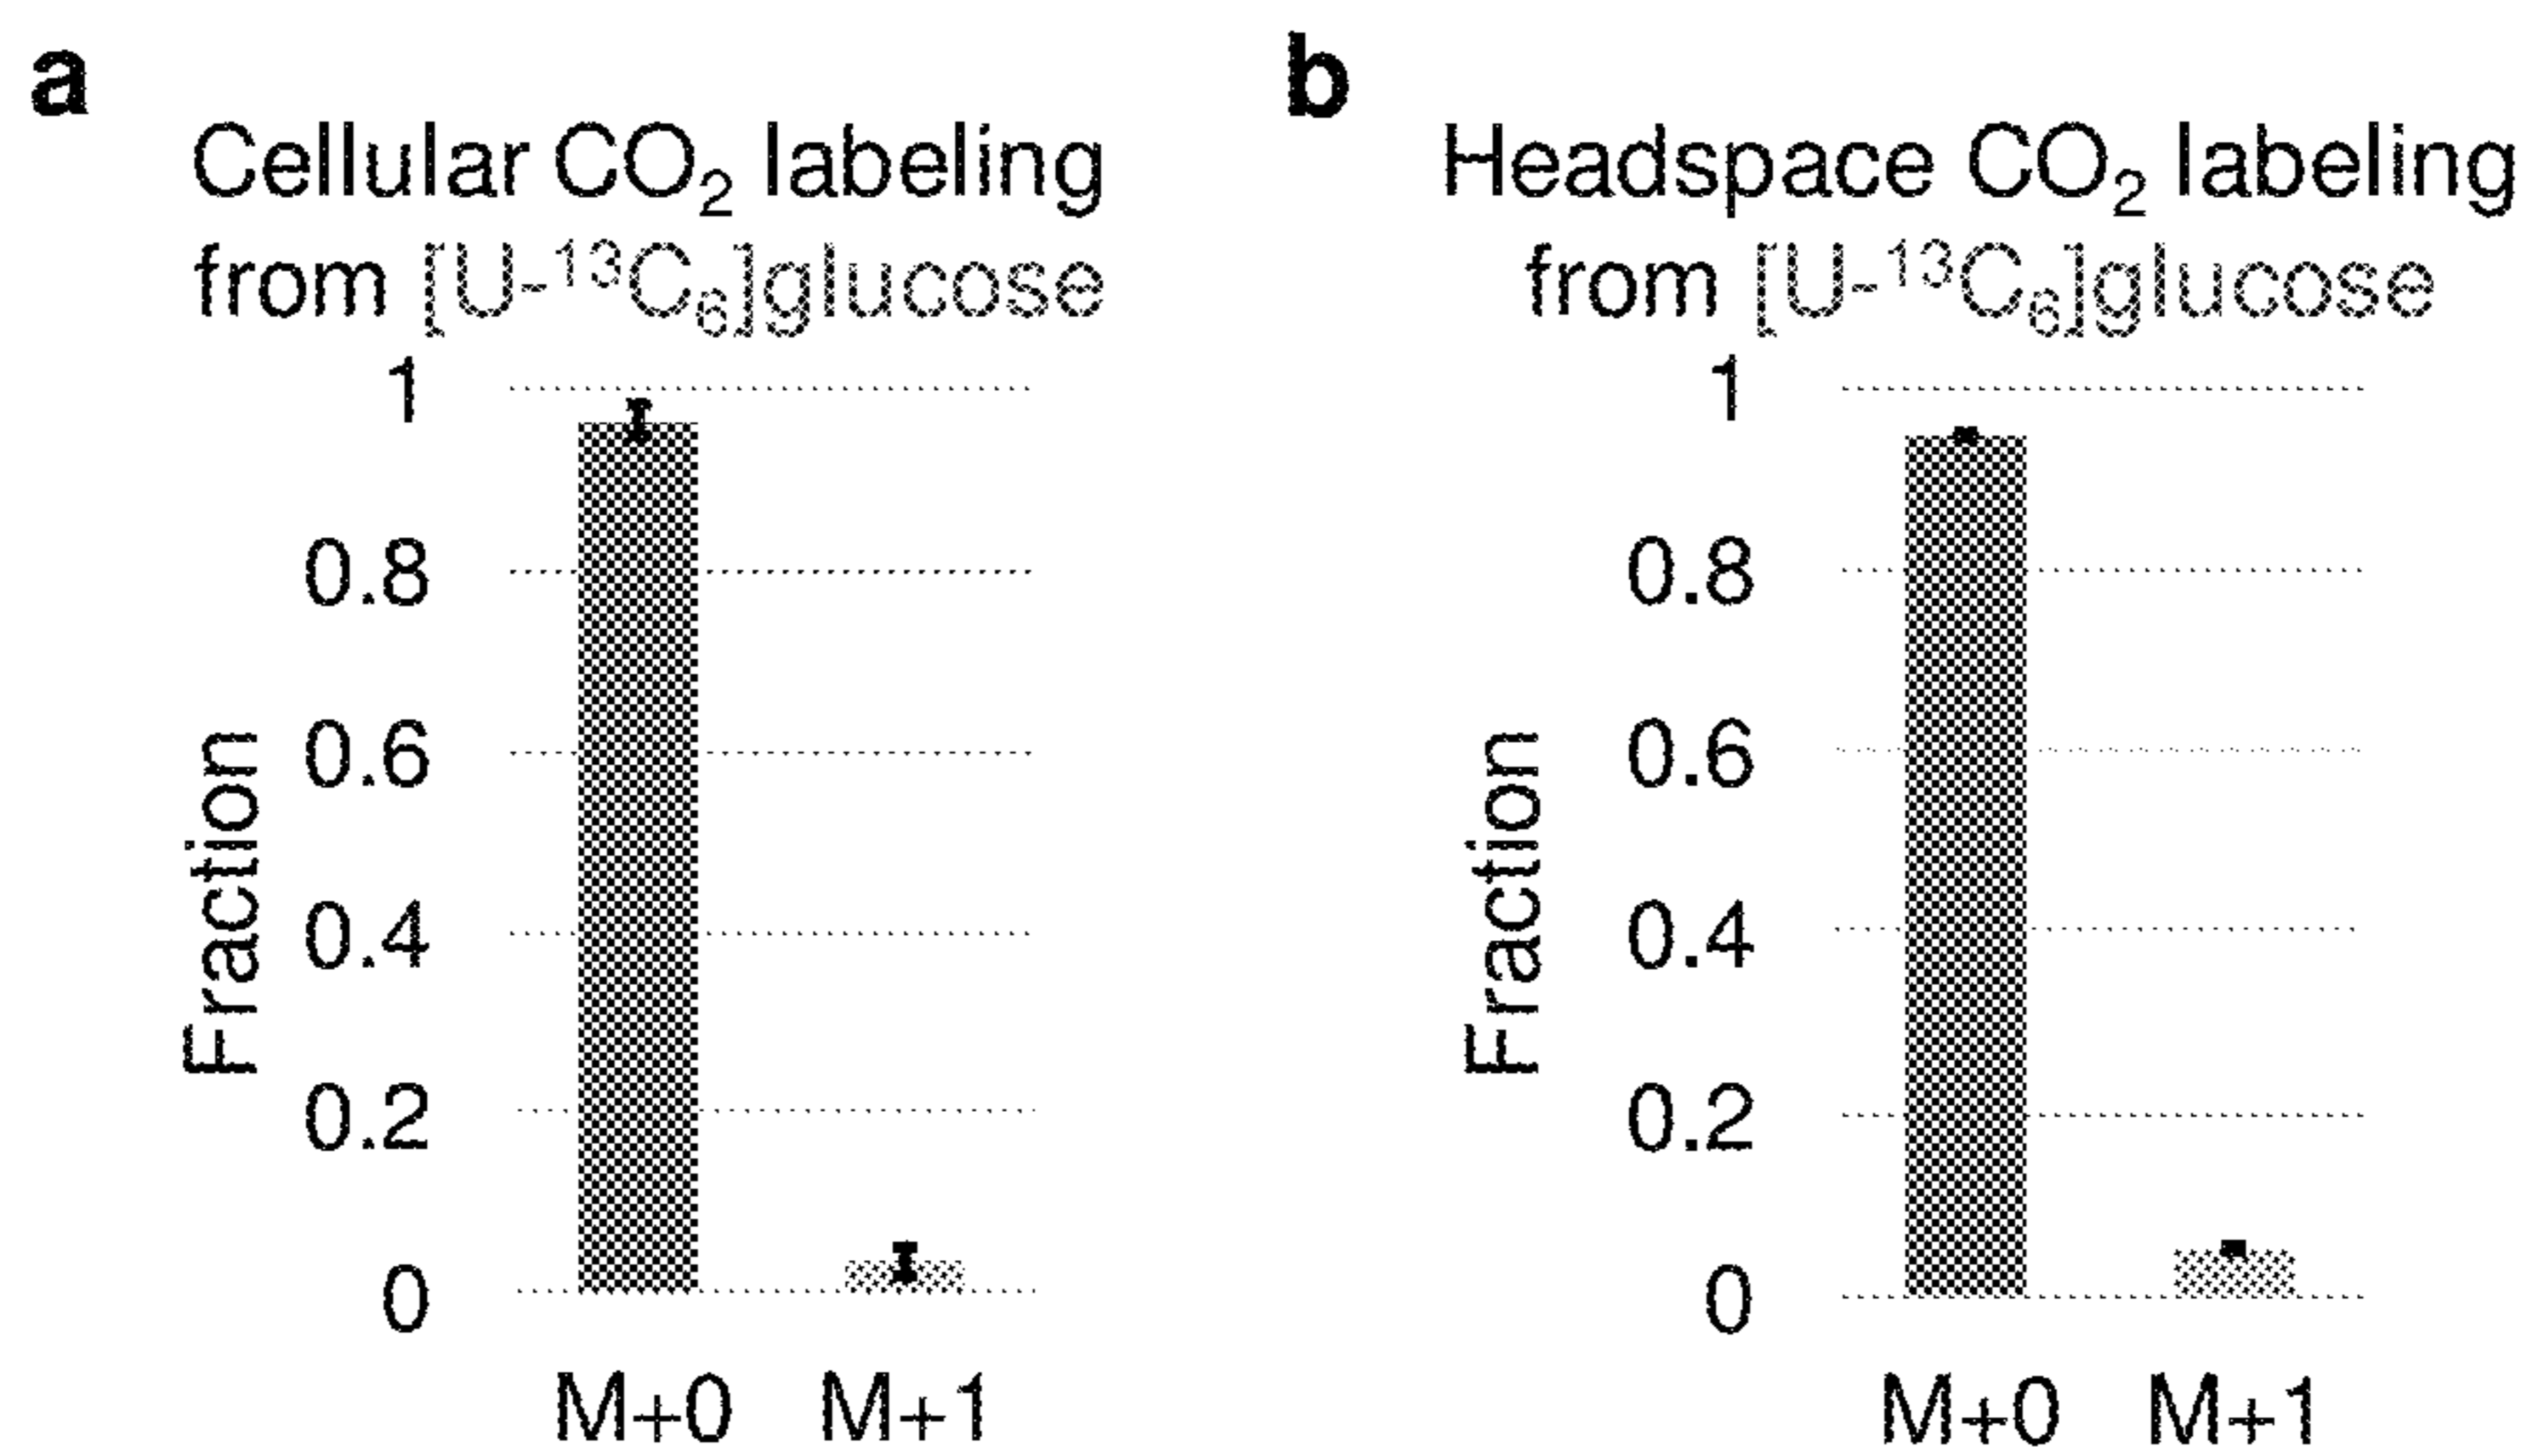 a
Cellular CO₂ labeling
from [U-¹³C₆]glucose
1
0.8
0.6
0.4
0.2
0
Fraction
M+0 M+1
b
Headspace CO₂ labeling
from [U-¹³C₆]glucose
1
0.8
0.6
0.4
0.2
0
Fraction
M+0 M+1